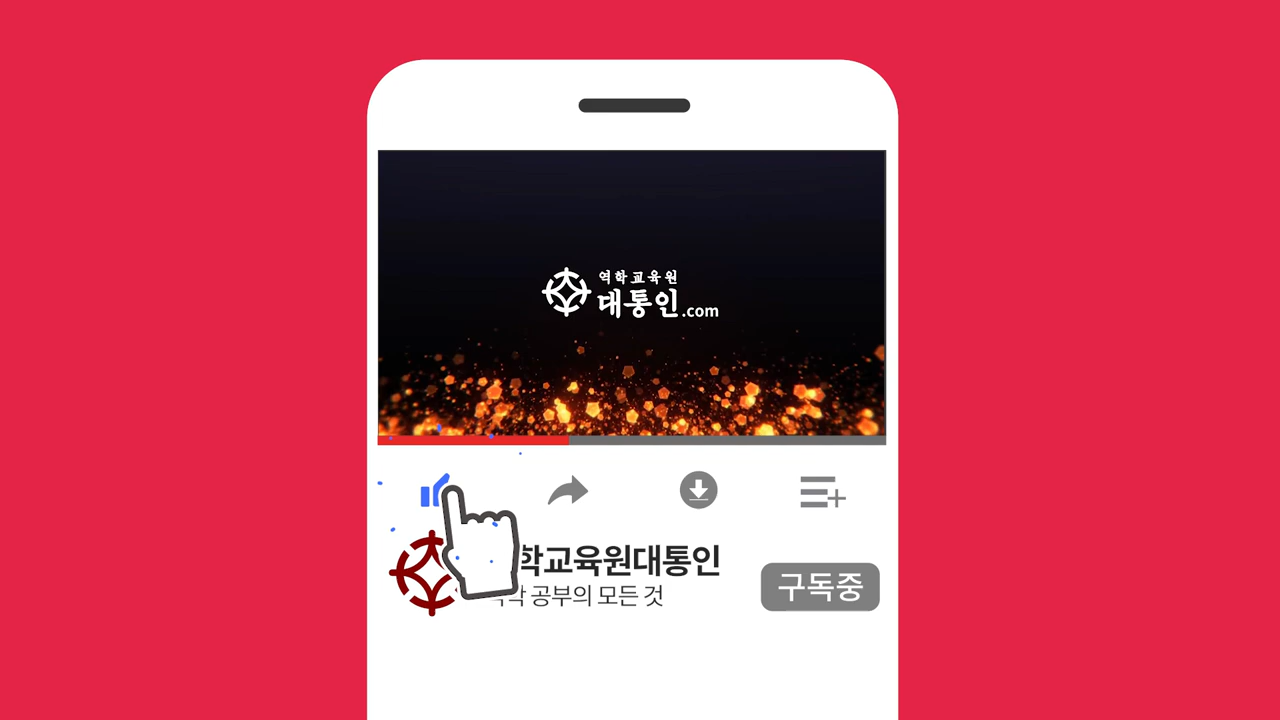 역학교육원
대통인.com
학교육원대통인
공부의 모든 것
구독중